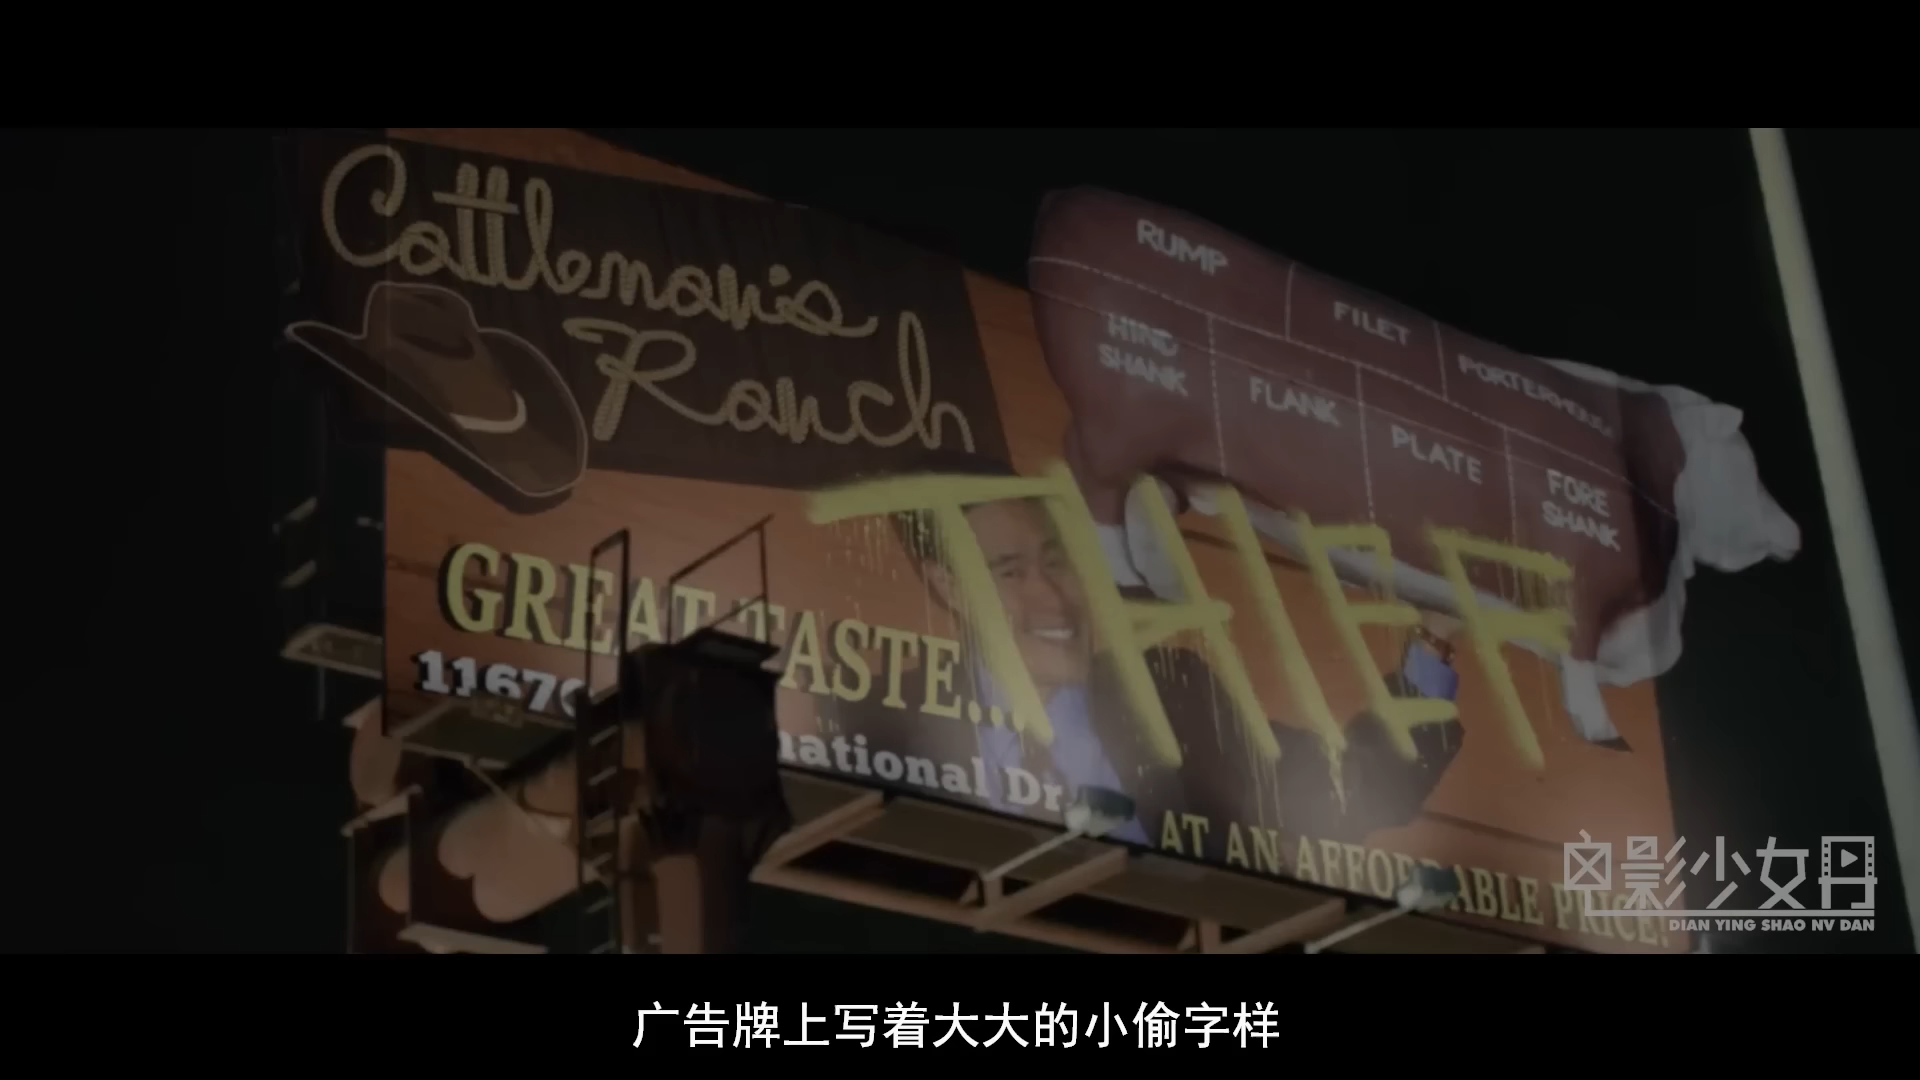 Cattleman's
Ranch
RUMP
FILET
PORTERHOUSE
HIND
SHANK
FLANK
PLATE
FORE
SHANK
THIEF
GREAT TASTE...
11670
national Dr.
AT AN AFFORDABLE PRICE!
电影少女丹
DIAN YING SHAO NV DAN
广告牌上写着大大的小偷字样